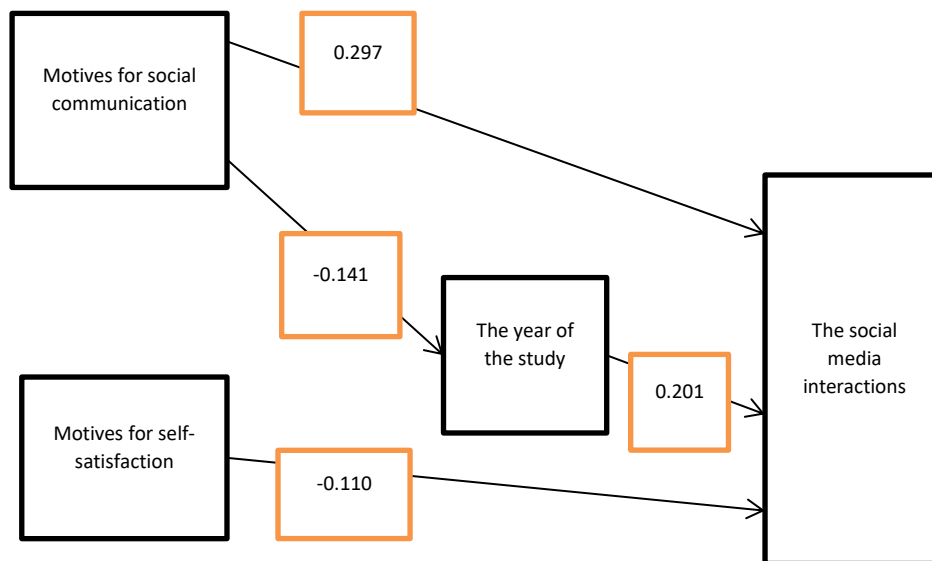 Motives for social
communication
0.297
-0.141
The year of
the study
0.201
The social
media
interactions
Motives for self-
satisfaction
-0.110